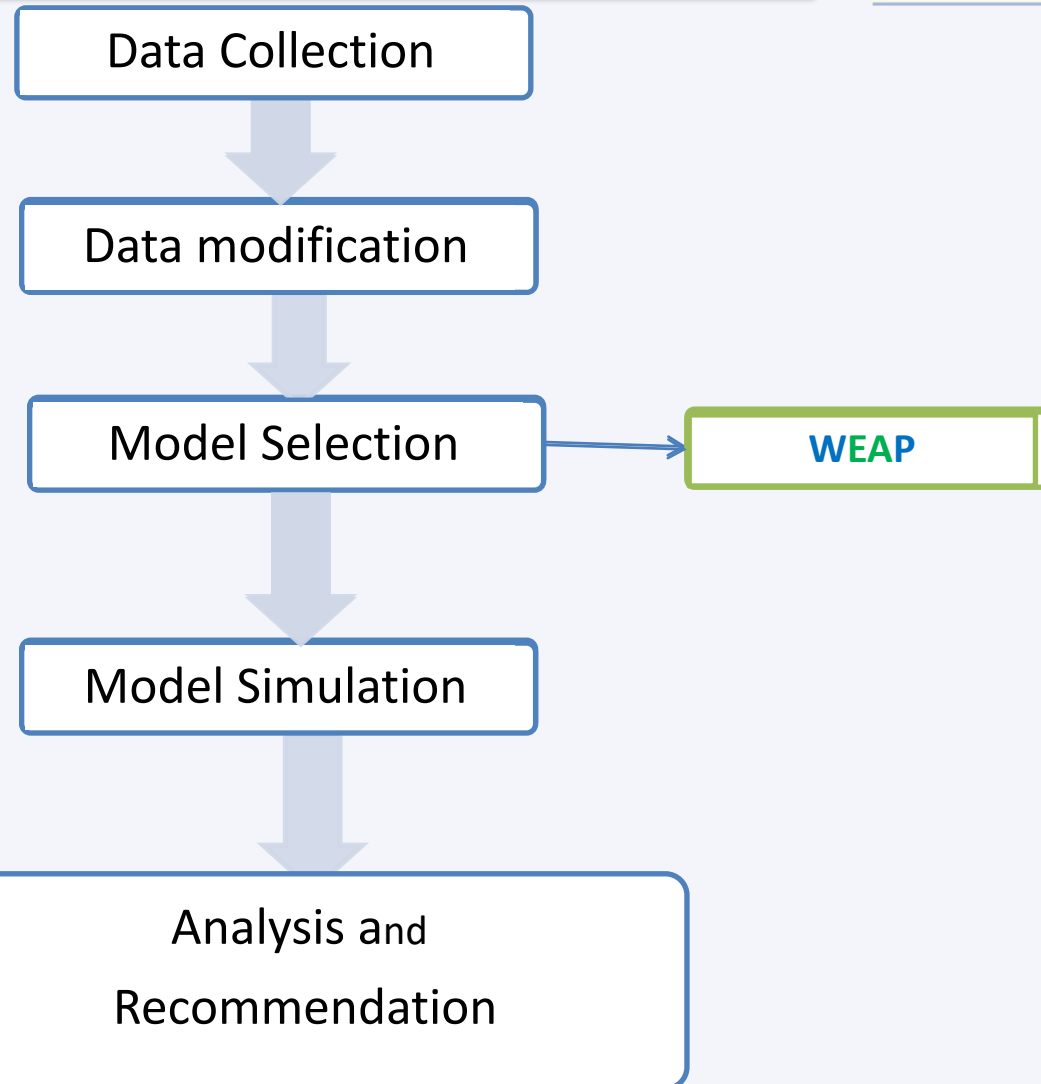 Data Collection
Data modification
Model Selection
WEAP
Model Simulation
Analysis and
Recommendation